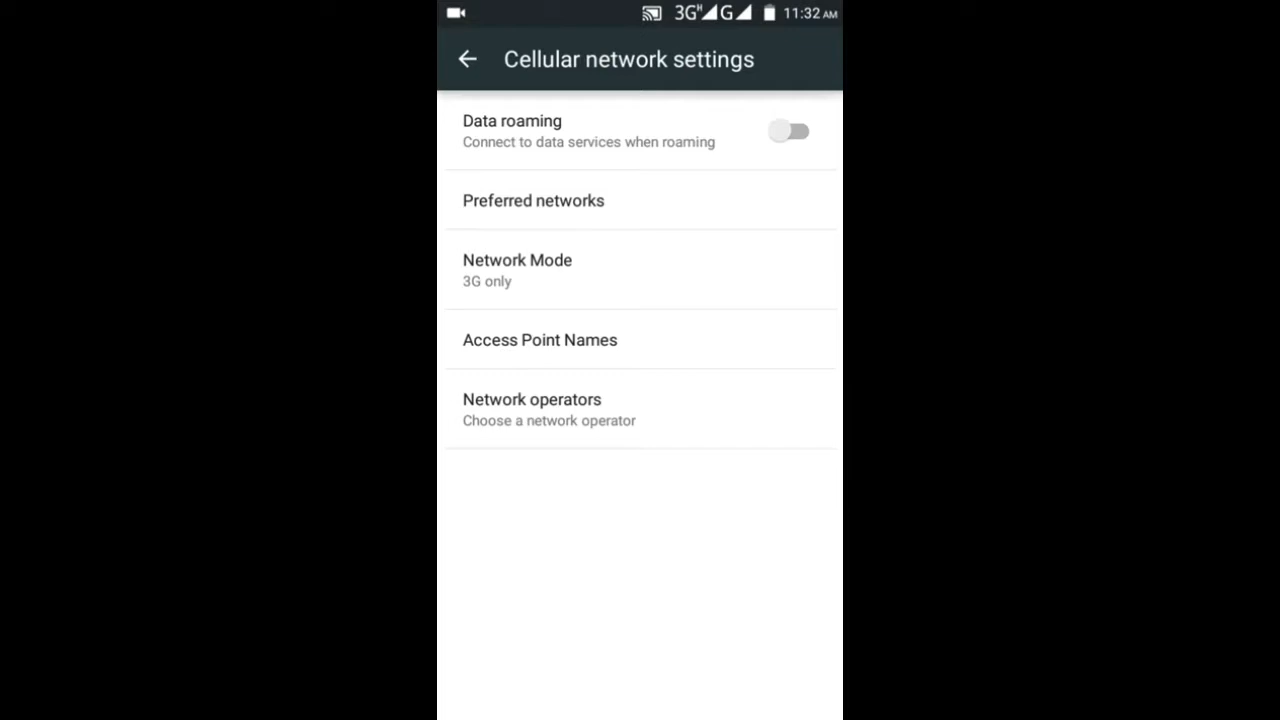 3G H G 11:32 AM
Cellular network settings
Data roaming
Connect to data services when roaming
Preferred networks
Network Mode
3G only
Access Point Names
Network operators
Choose a network operator